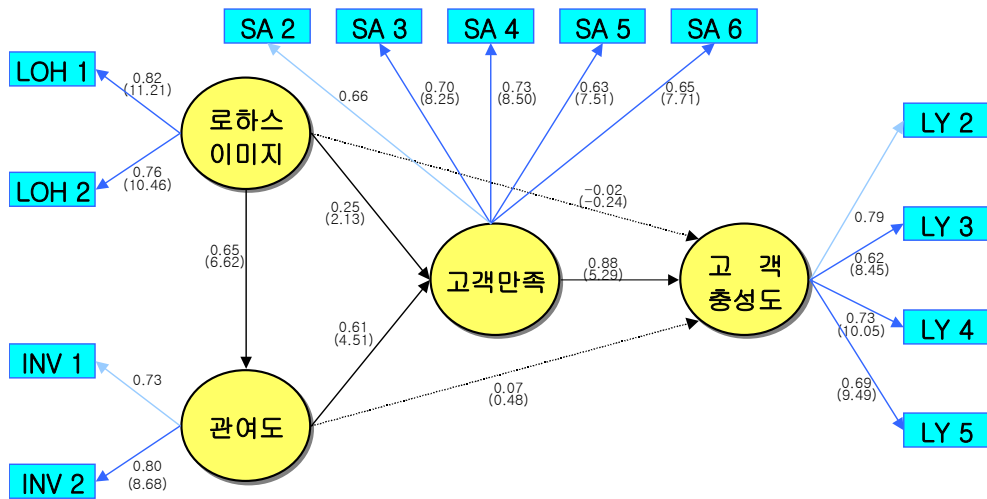 SA 2
SA 3
SA 4
SA 5
SA 6
LOH 1
LOH 2
0.82
(11.21)
0.76
(10.46)
로하스
이미지
0.66
0.70
(8.25)
0.73
(8.50)
0.63
(7.51)
0.65
(7.71)
−0.02
(−0.24)
0.25
(2.13)
0.65
(6.62)
고객만족
0.88
(5.29)
고 객
충성도
LY 2
LY 3
LY 4
LY 5
0.79
0.62
(8.45)
0.73
(10.05)
0.69
(9.49)
0.61
(4.51)
0.07
(0.48)
INV 1
INV 2
0.73
0.80
(8.68)
관여도